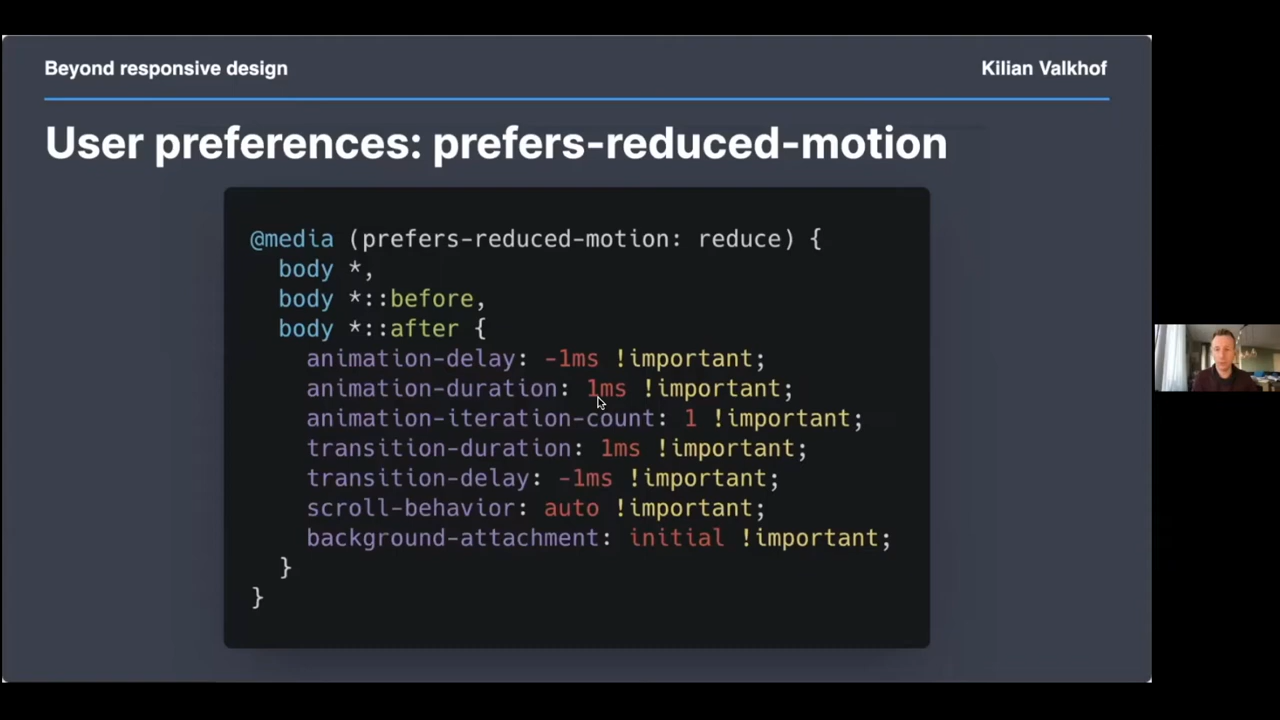 Beyond responsive design
Kilian Valkhof
User preferences: prefers-reduced-motion
@media (prefers-reduced-motion: reduce) {
  body *,
  body *::before,
  body *::after {
    animation-delay: -1ms !important;
    animation-duration: 1ms !important;
    animation-iteration-count: 1 !important;
    transition-duration: 1ms !important;
    transition-delay: -1ms !important;
    scroll-behavior: auto !important;
    background-attachment: initial !important;
  }
}